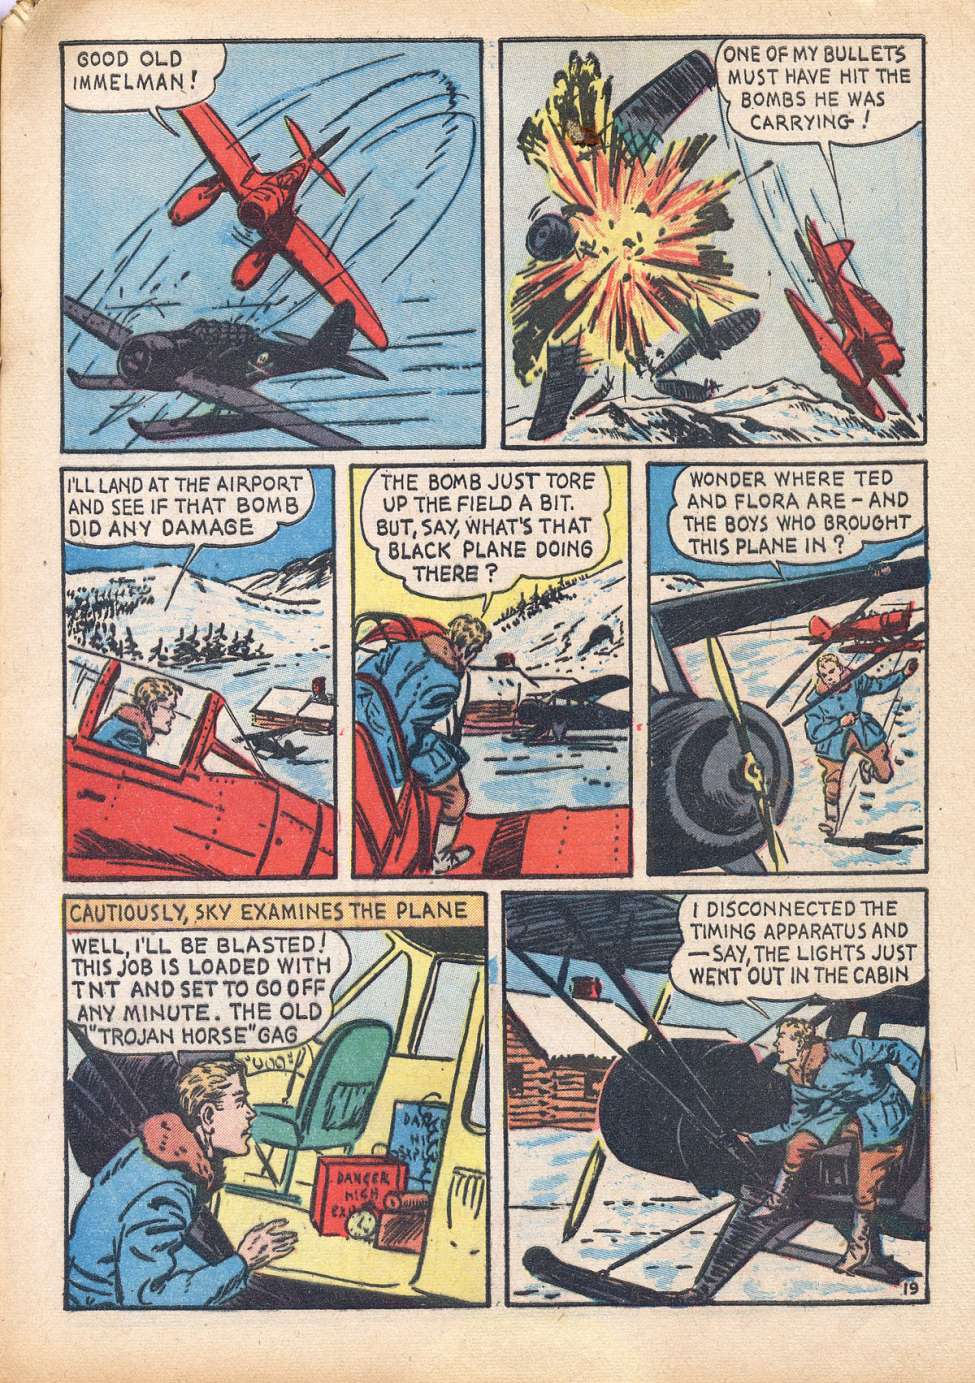 GOOD OLD
IMMELMAN!
ONE OF MY BULLETS
MUST HAVE HIT THE
BOMBS HE WAS
CARRYING!
I'LL LAND AT THE AIRPORT
AND SEE IF THAT BOMB
DID ANY DAMAGE
THE BOMB JUST TORE
UP THE FIELD A BIT.
BUT, SAY, WHAT'S THAT
BLACK PLANE DOING
THERE?
WONDER WHERE TED
AND FLORA ARE - AND
THE BOYS WHO BROUGHT
THIS PLANE IN?
CAUTIOUSLY, SKY EXAMINES THE PLANE
WELL, I'LL BE BLASTED!
THIS JOB IS LOADED WITH
TNT AND SET TO GO OFF
ANY MINUTE. THE OLD
"TROJAN HORSE" GAG
DANGER
HIGH
I DISCONNECTED THE
TIMING APPARATUS AND
—SAY, THE LIGHTS JUST
WENT OUT IN THE CABIN
19